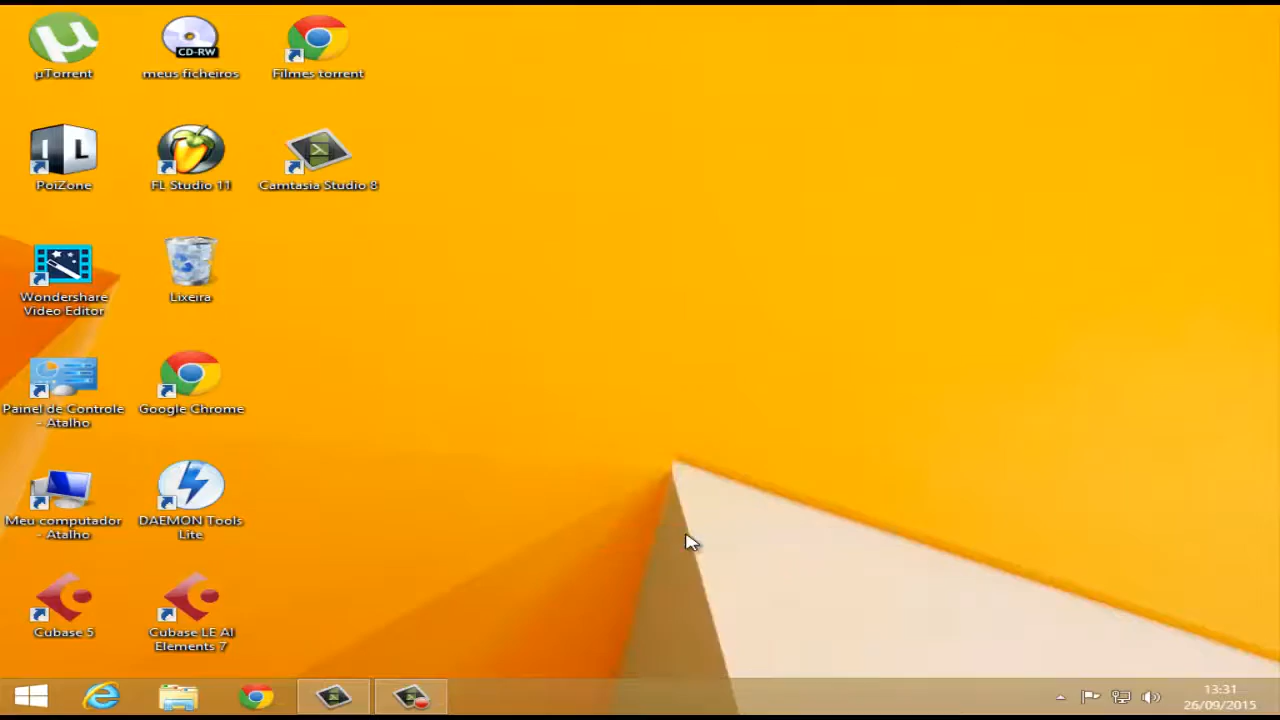 µTorrent
CD-RW
meus ficheiros
Filmes torrent
PoiZone
FL Studio 11
Camtasia Studio 8
Wondershare
Video Editor
Lixeira
Painel de Controle
- Atalho
Google Chrome
Meu computador
- Atalho
DAEMON Tools
Lite
Cubase 5
Cubase LE AI
Elements 7
13:31
26/09/2015